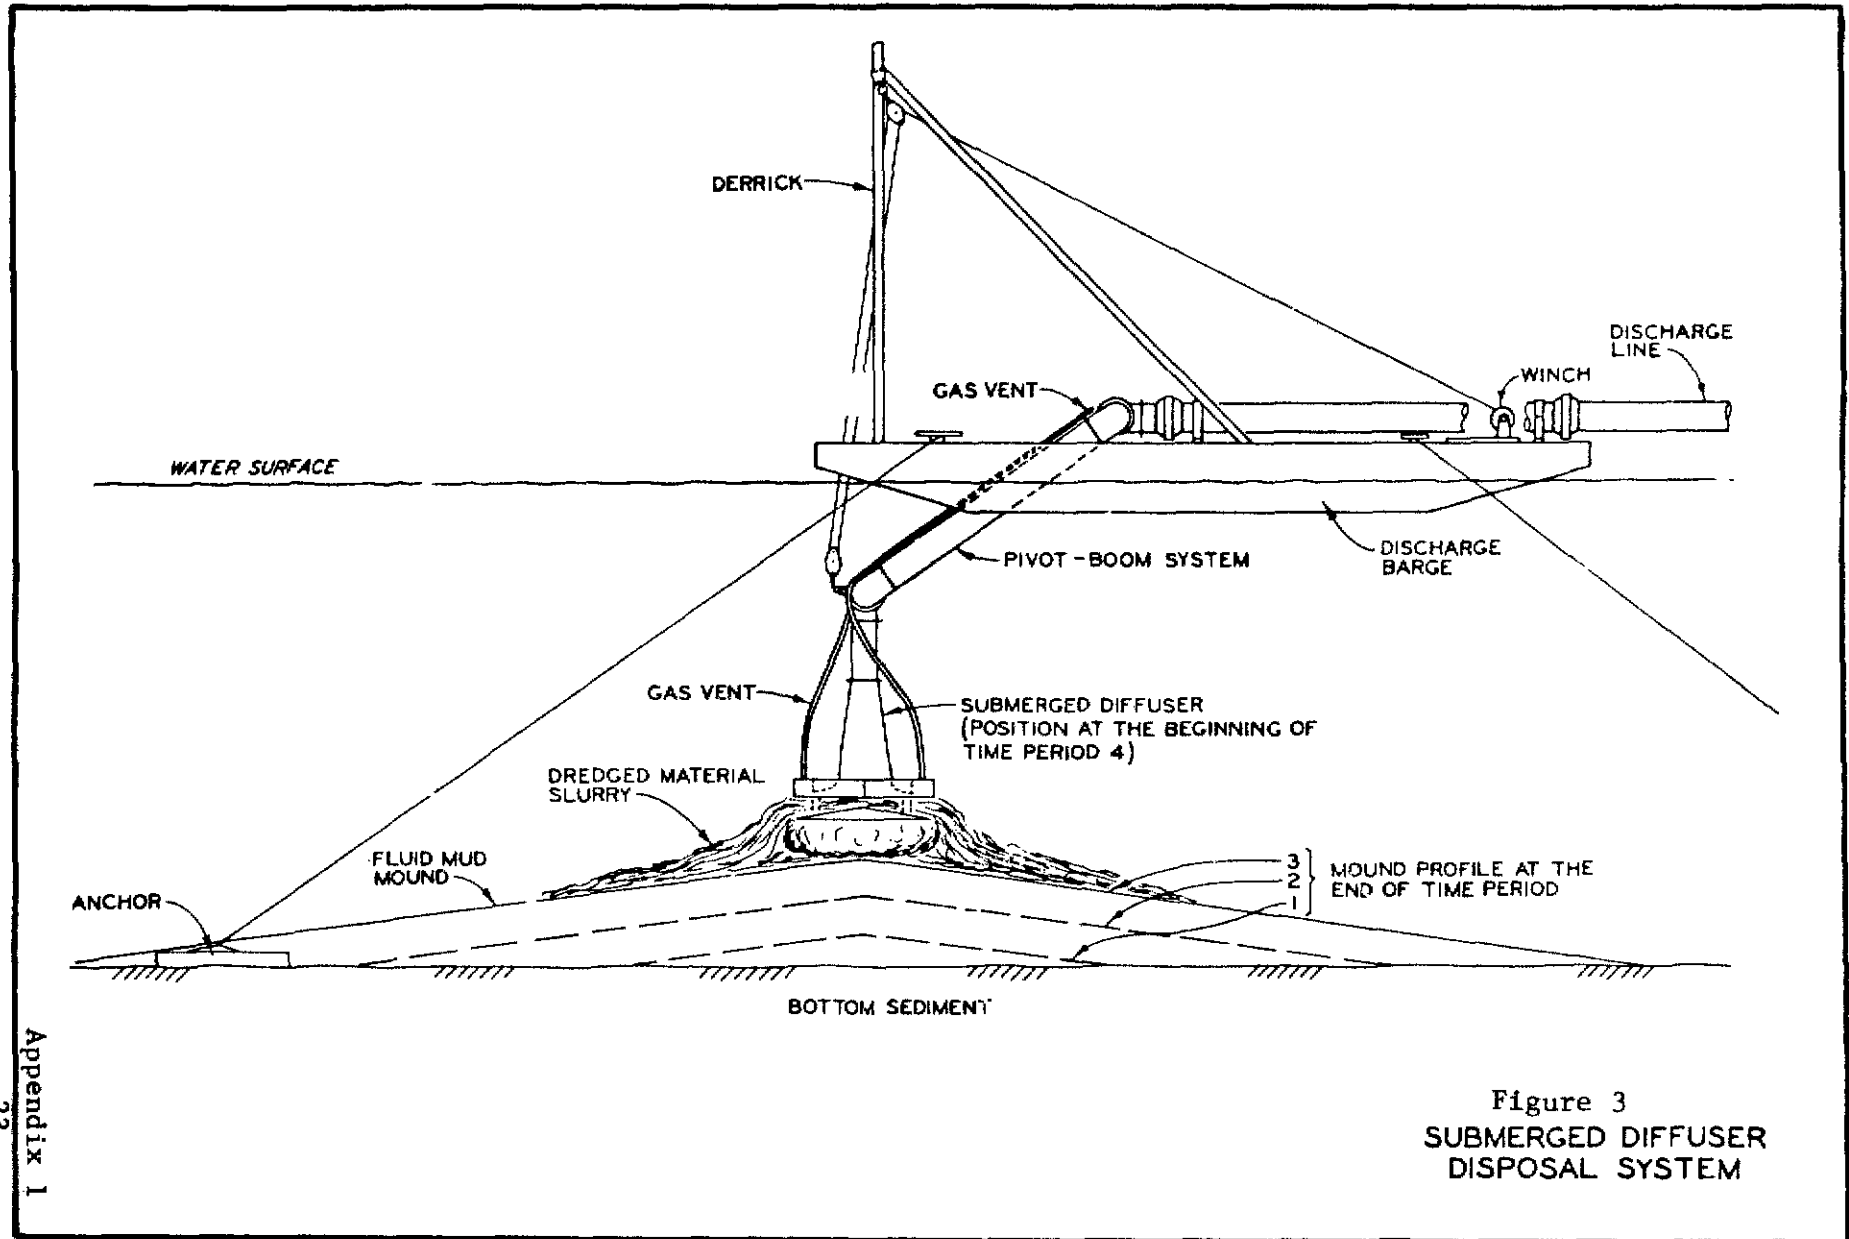 DERRICK
DISCHARGE
LINE
WINCH
GAS VENT
WATER SURFACE
PIVOT-BOOM SYSTEM
DISCHARGE
BARGE
GAS VENT
SUBMERGED DIFFUSER
(POSITION AT THE BEGINNING OF
TIME PERIOD 4)
DREDGED MATERIAL
SLURRY
FLUID MUD
MOUND
3
2
1
MOUND PROFILE AT THE
END OF TIME PERIOD
ANCHOR
BOTTOM SEDIMENT
Figure 3
SUBMERGED DIFFUSER
DISPOSAL SYSTEM
Appendix 1